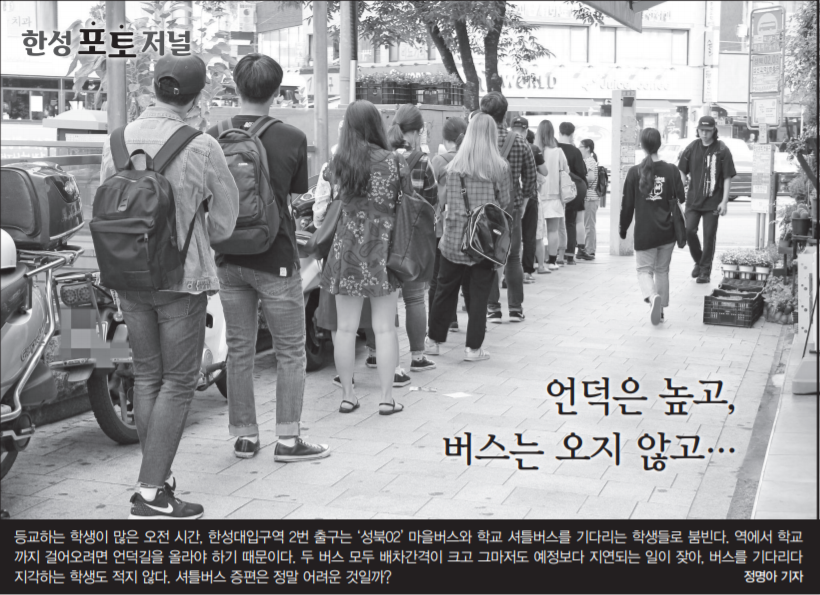 한성포토저널
WORLD
언덕은 높고,
버스는 오지 않고…
등교하는 학생이 많은 오전 시간, 한성대입구역 2번 출구는 ‘성북02’ 마을버스와 학교 셔틀버스를 기다리는 학생들로 붐빈다. 역에서 학교
까지 걸어오려면 언덕길을 올라야 하기 때문이다. 두 버스 모두 배차간격이 크고 그마저도 예정보다 지연되는 일이 잦아, 버스를 기다리다
지각하는 학생도 적지 않다. 셔틀버스 증편은 정말 어려운 것일까?
정명아 기자